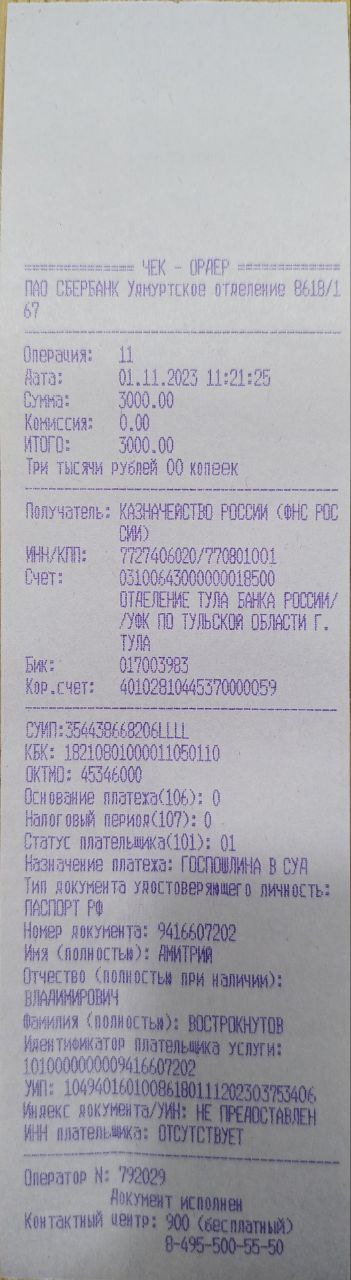 ============= ЧЕК - ОРДЕР =============
ПАО СБЕРБАНК Удмуртское отделение 8618/1
67
Операция: 11
Дата: 01.11.2023 11:21:25
Сумма: 3000.00
Комиссия: 0.00
ИТОГО: 3000.00
Три тысячи рублей 00 копеек
Получатель: КАЗНАЧЕЙСТВО РОССИИ (ФНС РОС
СИИ)
ИНН/КПП: 7727406020/770801001
Счет: 03100643000000018500
ОТДЕЛЕНИЕ ТУЛА БАНКА РОССИИ/
/УФК ПО ТУЛЬСКОЙ ОБЛАСТИ Г.
ТУЛА
Бик: 017003983
Кор.счет: 40102810445370000059
СУИП:354438668206LLLL
КБК: 18210801000011050110
ОКТМО: 45346000
Основание платежа(106): 0
Налоговый период(107): 0
Статус плательщика(101): 01
Назначение платежа: ГОСПОШЛИНА В СУД
Тип документа удостоверяющего личность:
ПАСПОРТ РФ
Номер документа: 9416607202
Имя (полностью): ДМИТРИЙ
Отчество (полностью при наличии):
ВЛАДИМИРОВИЧ
Фамилия (полностью): ВОСТРОКНУТОВ
Идентификатор плательщика услуги:
1010000000009416607202
УИП: 10494016010086180111202303753406
Индекс документа/УИН: НЕ ПРЕДОСТАВЛЕН
ИНН плательщика: ОТСУТСТВУЕТ
Оператор N: 792029
Документ исполнен
Контактный центр: 900 (бесплатный)
8-495-500-55-50